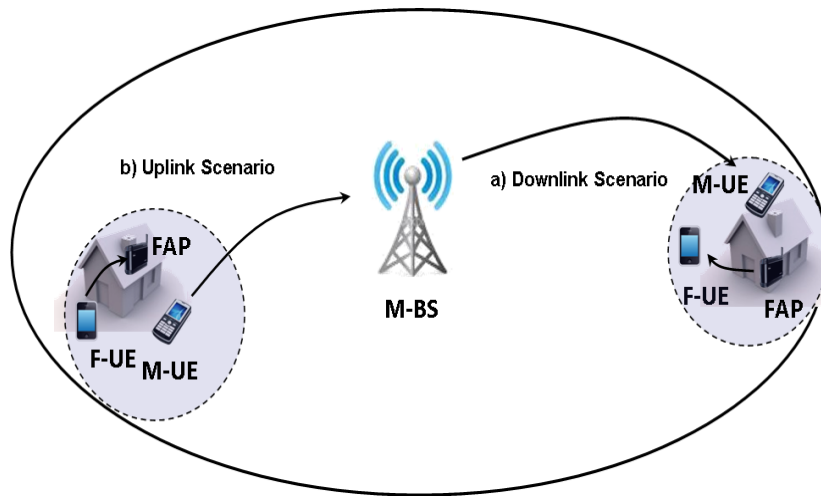 b) Uplink Scenario
a) Downlink Scenario
M-UE
FAP
F-UE
FAP
M-BS
F-UE
M-UE